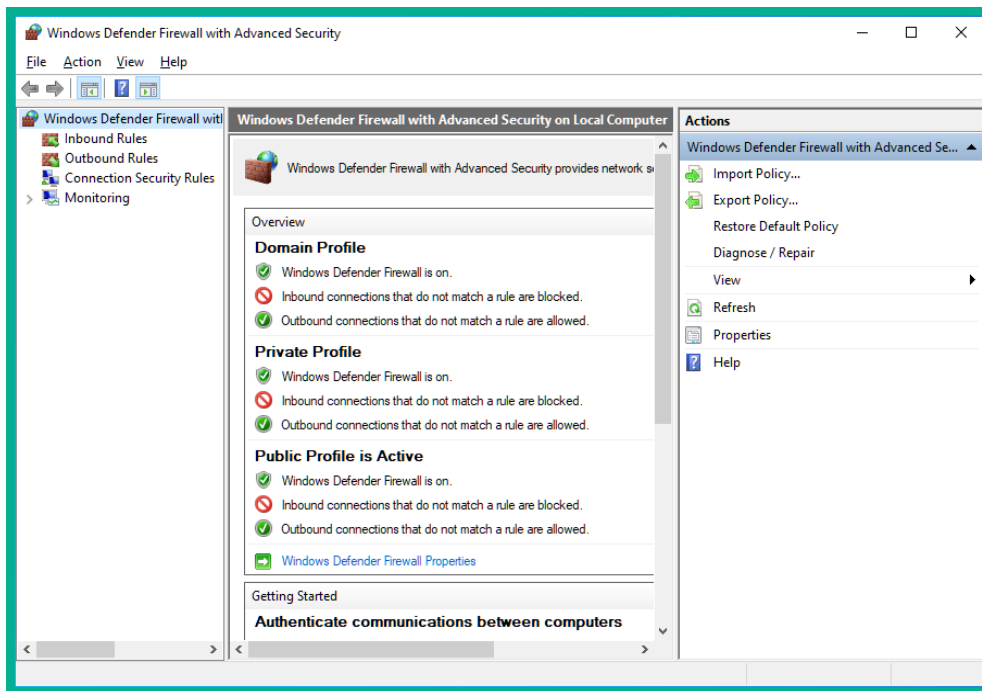 Windows Defender Firewall with Advanced Security
File Action View Help
Windows Defender Firewall witl
Inbound Rules
Outbound Rules
Connection Security Rules
Monitoring
Windows Defender Firewall with Advanced Security on Local Computer
Windows Defender Firewall with Advanced Security provides network se
Overview
Domain Profile
Windows Defender Firewall is on.
Inbound connections that do not match a rule are blocked.
Outbound connections that do not match a rule are allowed.
Private Profile
Windows Defender Firewall is on.
Inbound connections that do not match a rule are blocked.
Outbound connections that do not match a rule are allowed.
Public Profile is Active
Windows Defender Firewall is on.
Inbound connections that do not match a rule are blocked.
Outbound connections that do not match a rule are allowed.
Windows Defender Firewall Properties
Getting Started
Authenticate communications between computers
Actions
Windows Defender Firewall with Advanced Se...
Import Policy...
Export Policy...
Restore Default Policy
Diagnose / Repair
View
Refresh
Properties
Help